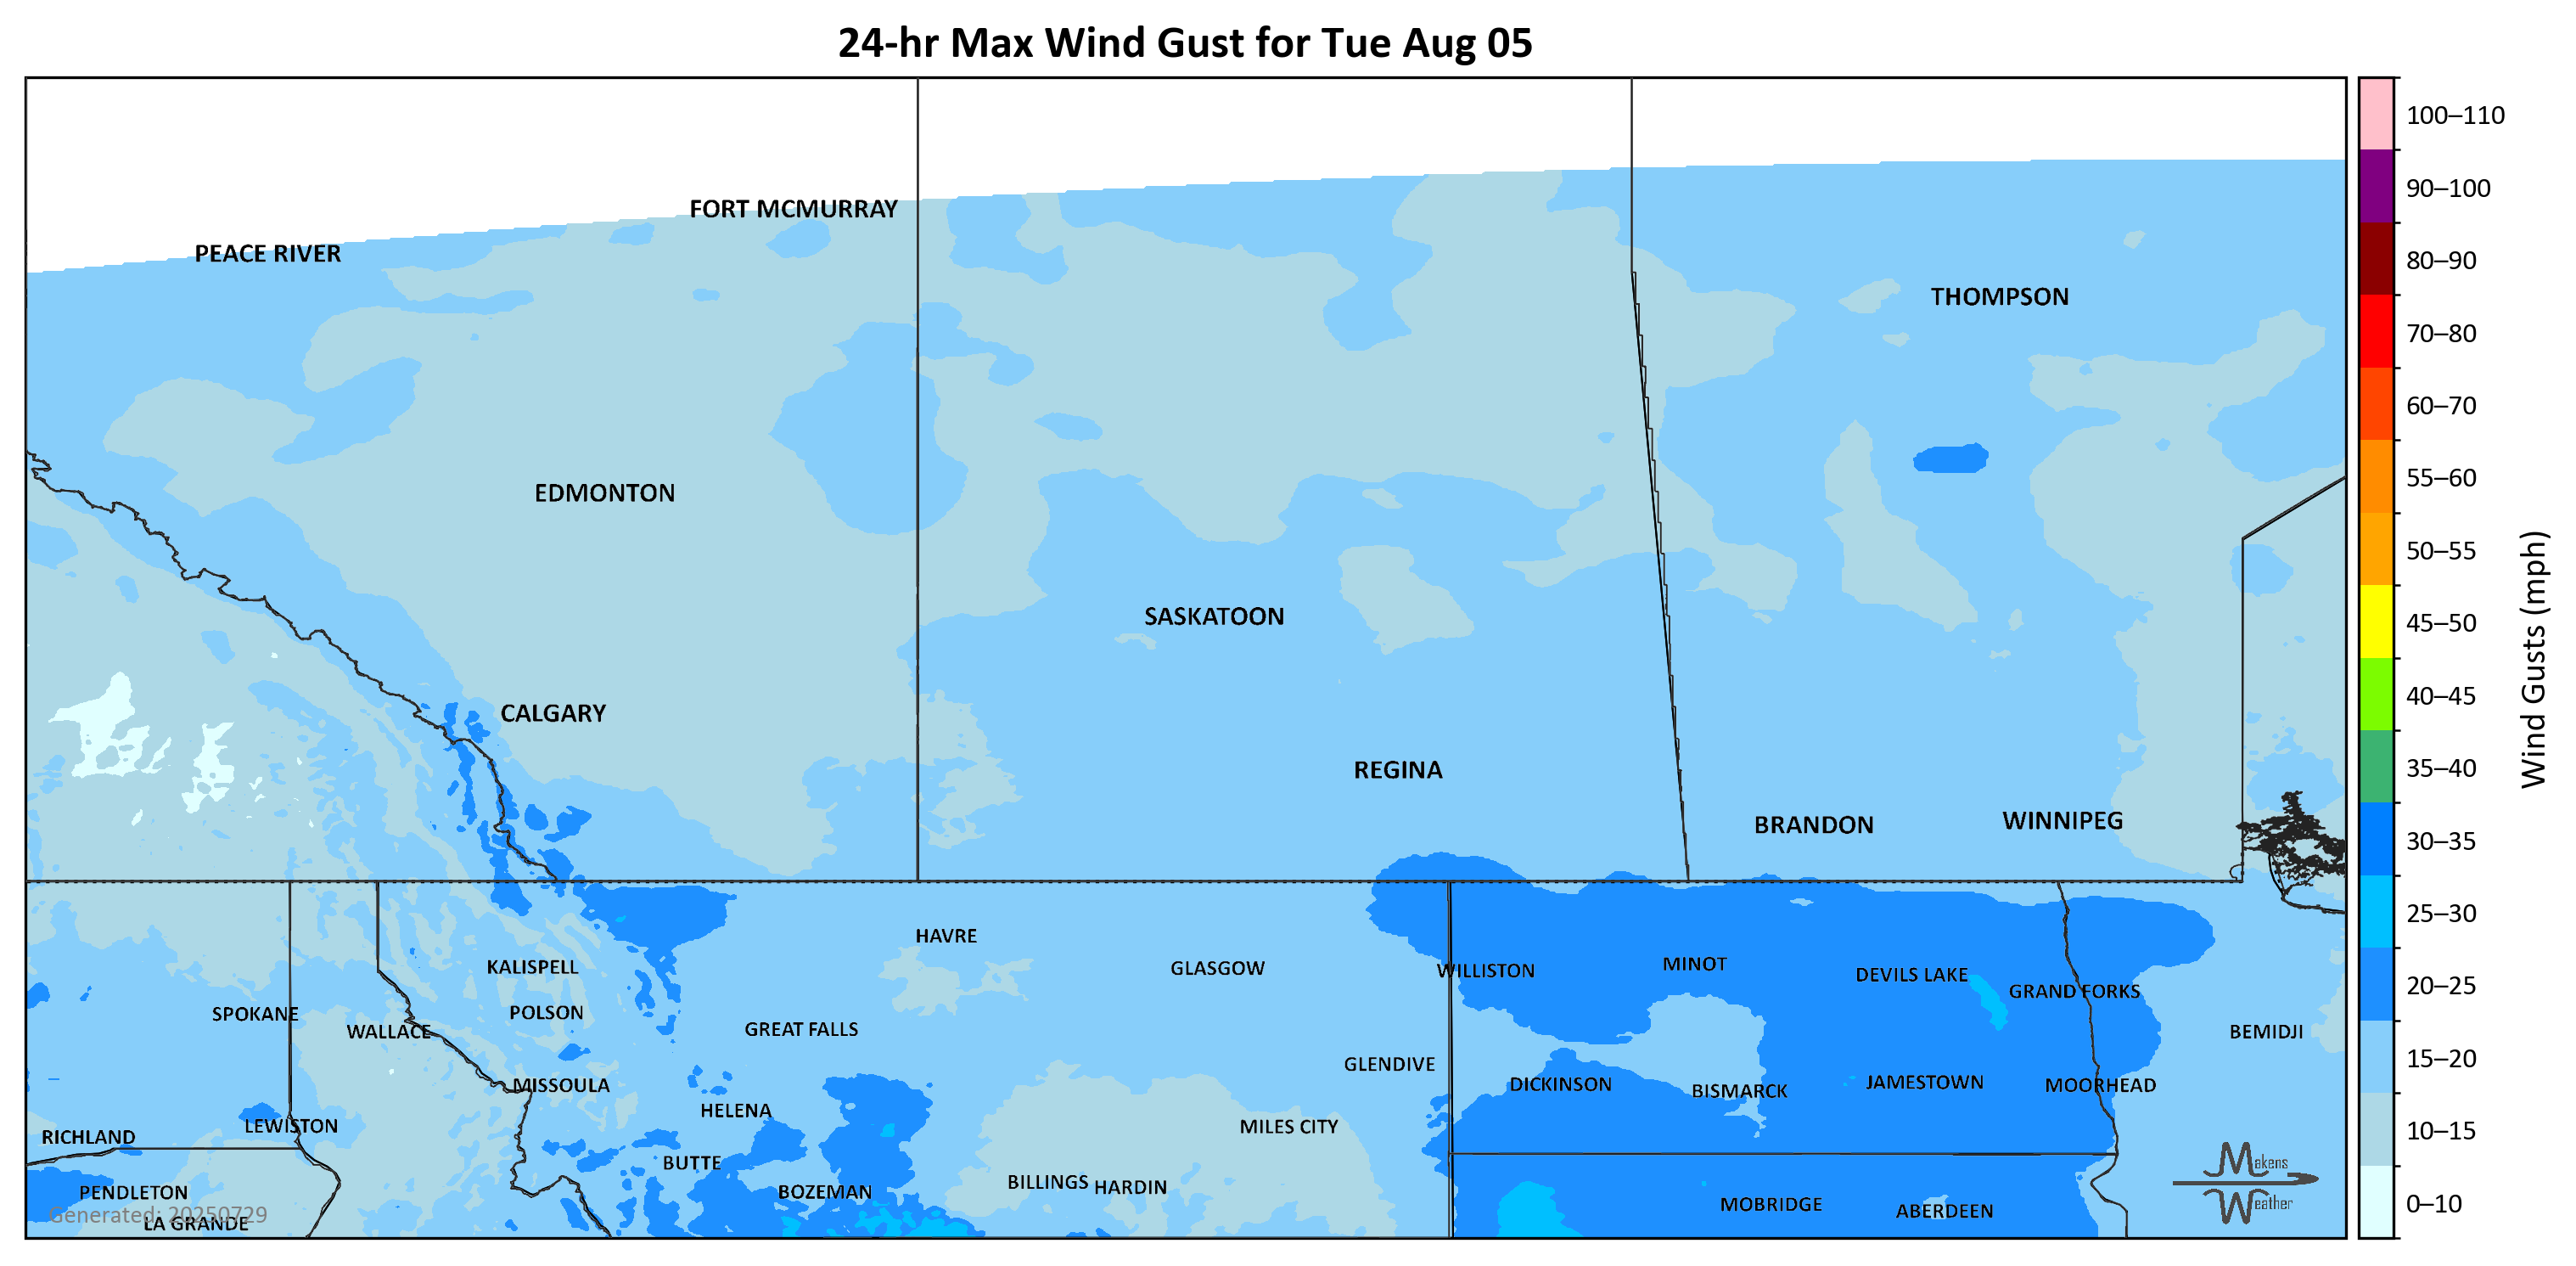 24-hr Max Wind Gust for Tue Aug 05
100–110
90–100
80–90
70–80
60–70
55–60
50–55
45–50
40–45
35–40
30–35
25–30
20–25
15–20
10–15
0–10
Wind Gusts (mph)
FORT MCMURRAY
PEACE RIVER
THOMPSON
EDMONTON
SASKATOON
CALGARY
REGINA
BRANDON
WINNIPEG
HAVRE
KALISPELL
GLASGOW
WILLISTON
MINOT
DEVILS LAKE
GRAND FORKS
SPOKANE
POLSON
WALLACE
GREAT FALLS
BEMIDJI
GLENDIVE
MISSOULA
DICKINSON
BISMARCK
JAMESTOWN
MOORHEAD
HELENA
LEWISTON
MILES CITY
RICHLAND
BUTTE
PENDLETON
BOZEMAN
BILLINGS
HARDIN
MOBRIDGE
ABERDEEN
Generated: 20250729
LA GRANDE
Makens
Weather